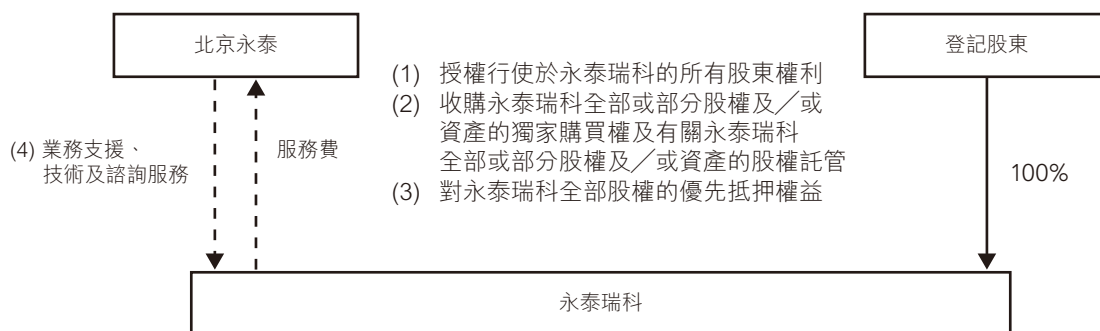 北京永泰
登記股東
(1) 授權行使於永泰瑞科的所有股東權利
(2) 收購永泰瑞科全部或部分股權及╱或
資產的獨家購買權及有關永泰瑞科
全部或部分股權及╱或資產的股權託管
(3) 對永泰瑞科全部股權的優先抵押權益
(4) 業務支援、
技術及諮詢服務
服務費
100%
永泰瑞科